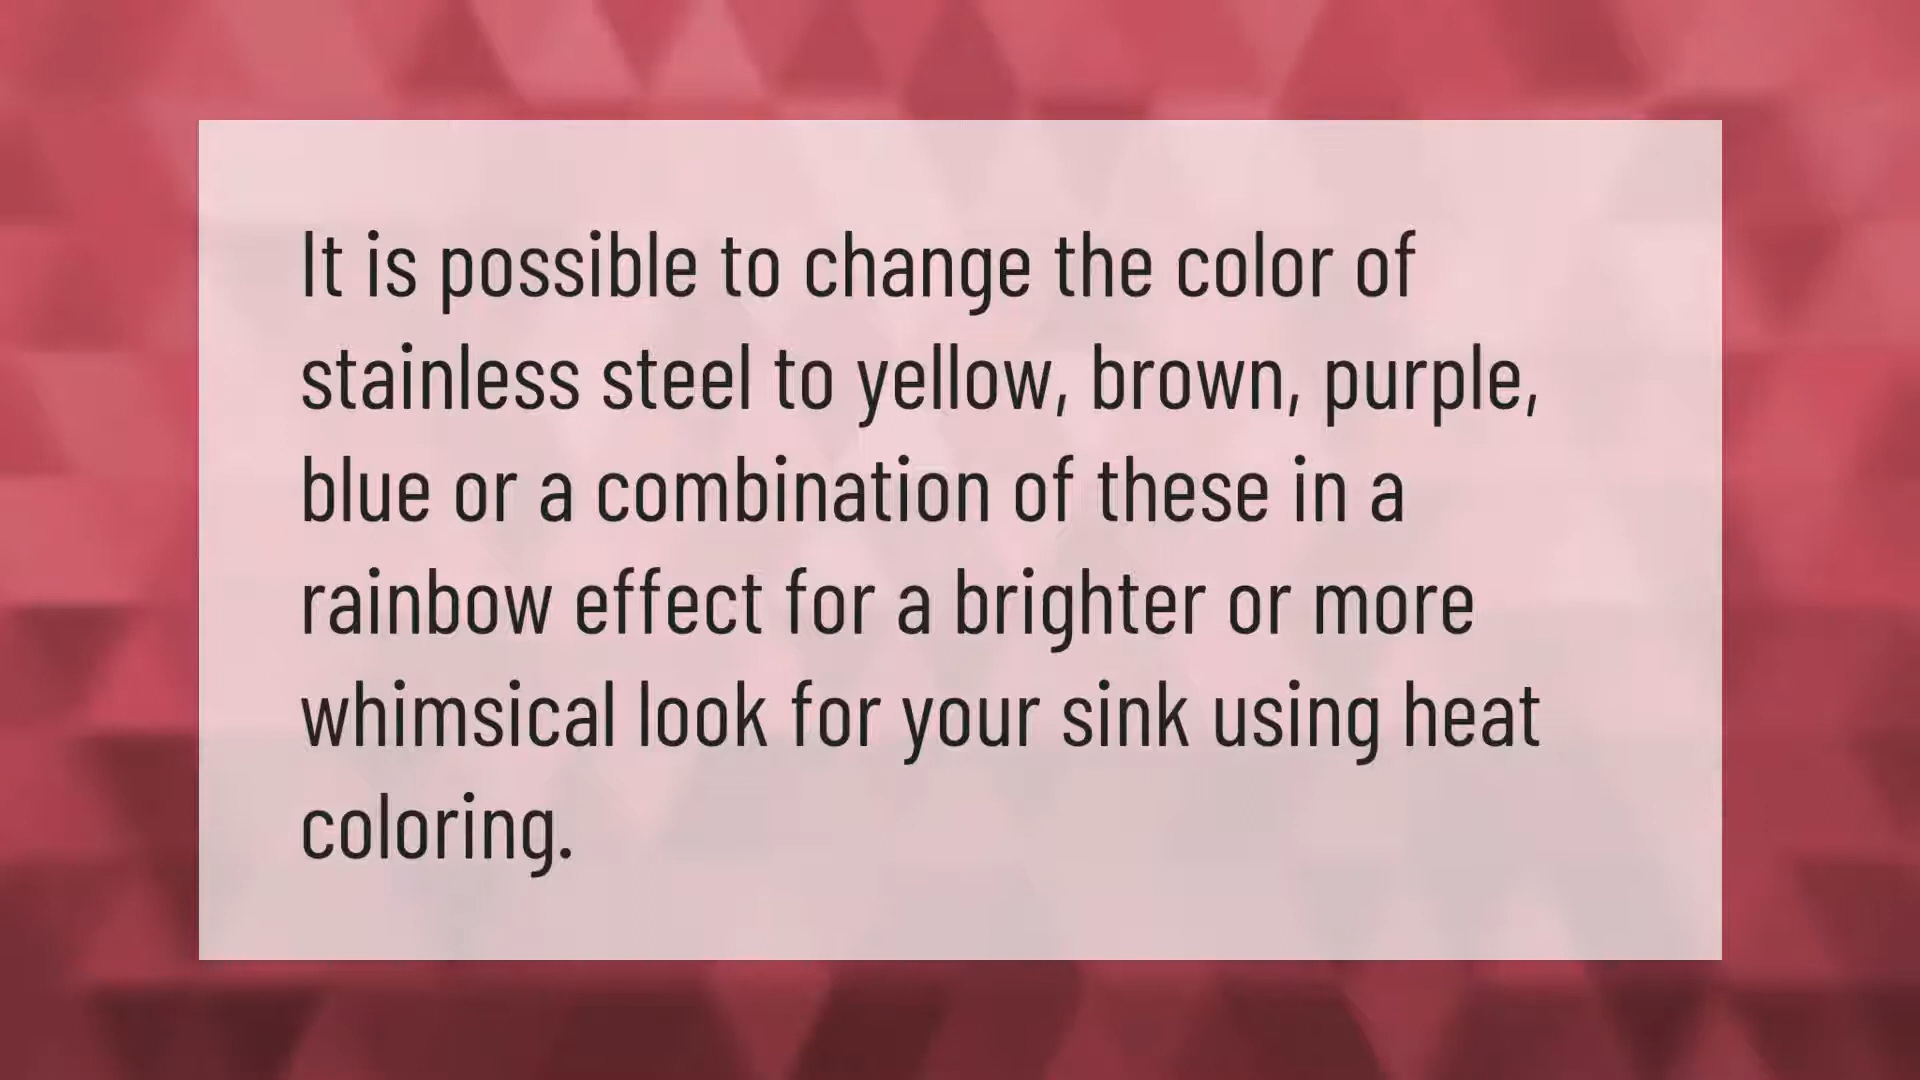 It is possible to change the color of
stainless steel to yellow, brown, purple,
blue or a combination of these in a
rainbow effect for a brighter or more
whimsical look for your sink using heat
coloring.